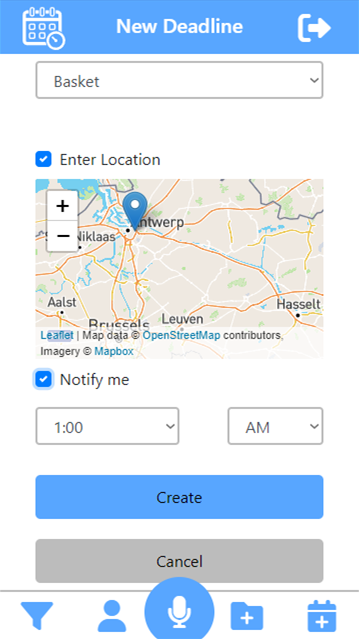 New Deadline
Basket
Enter Location
+
−
Antwerp
Niklaas
Aalst
Hasselt
Brussels
Leuven
Leaflet | Map data © OpenStreetMap contributors,
Imagery © Mapbox
Notify me
1:00 AM
Create
Cancel